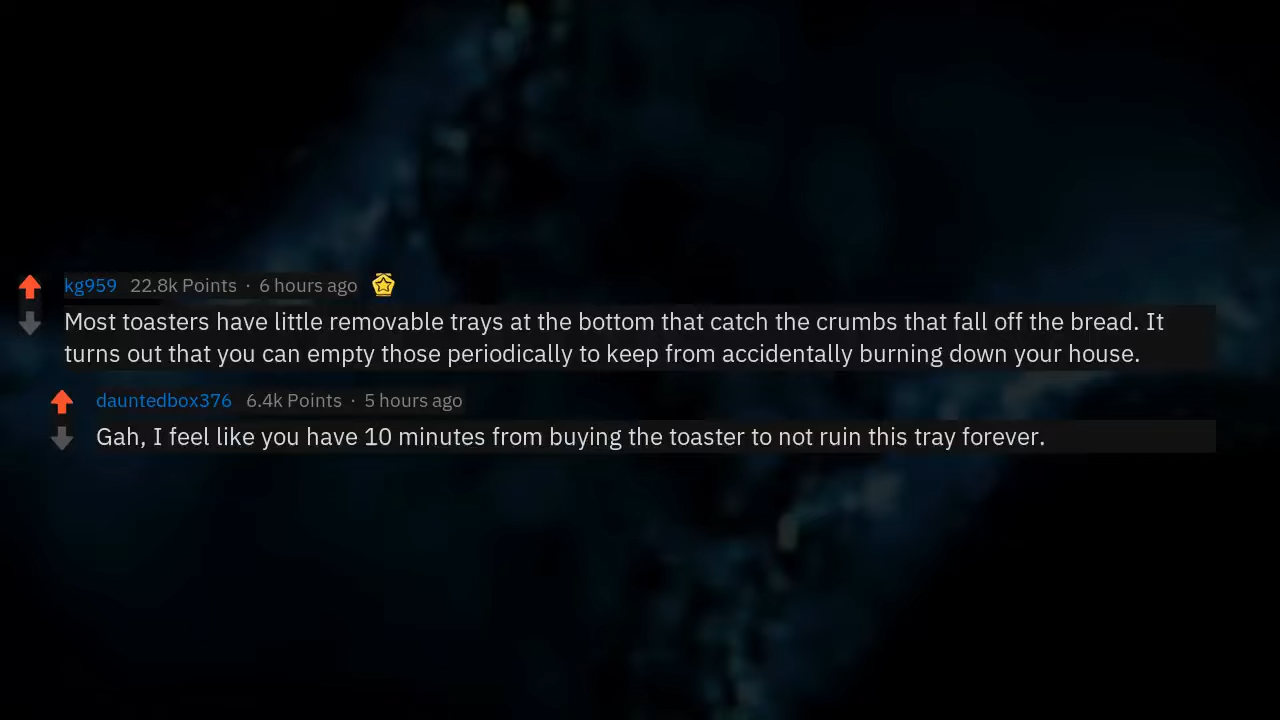 kg959 22.8k Points · 6 hours ago
Most toasters have little removable trays at the bottom that catch the crumbs that fall off the bread. It
turns out that you can empty those periodically to keep from accidentally burning down your house.
dauntedbox376 6.4k Points · 5 hours ago
Gah, I feel like you have 10 minutes from buying the toaster to not ruin this tray forever.